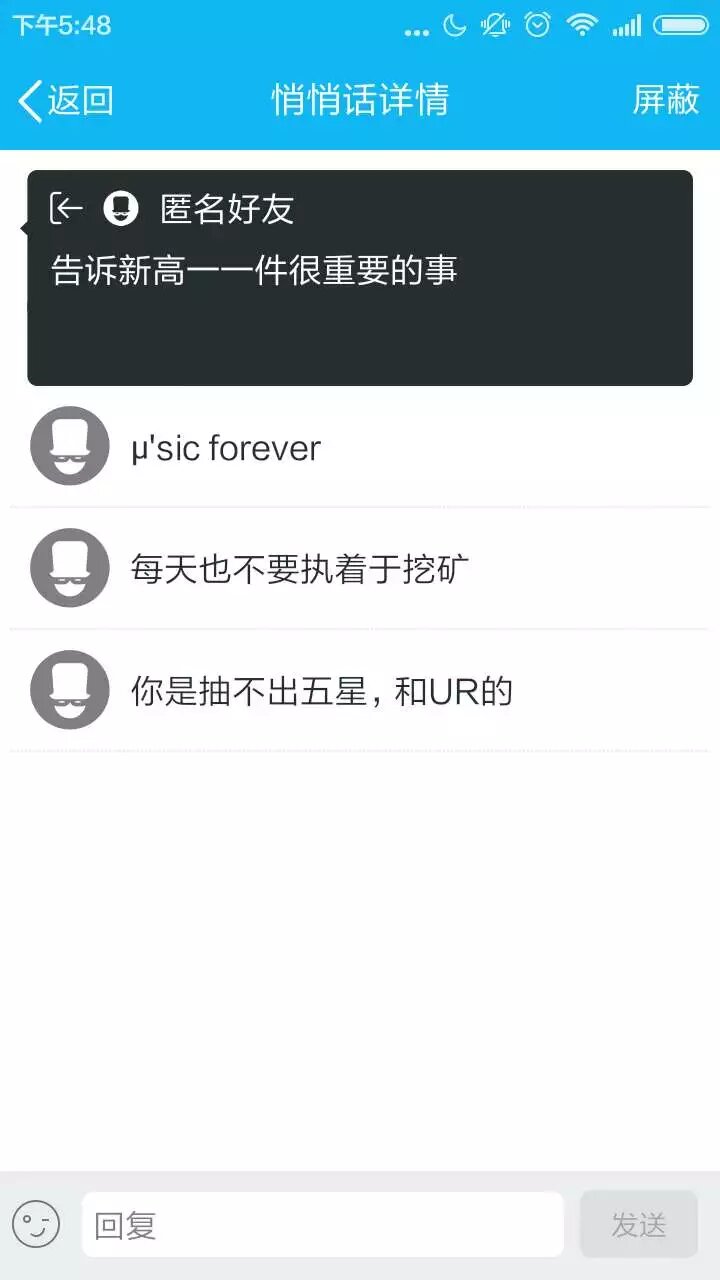 下午5:48
返回
悄悄话详情
屏蔽
匿名好友
告诉新高一一件很重要的事
μ'sic forever
每天也不要执着于挖矿
你是抽不出五星，和UR的
回复
发送